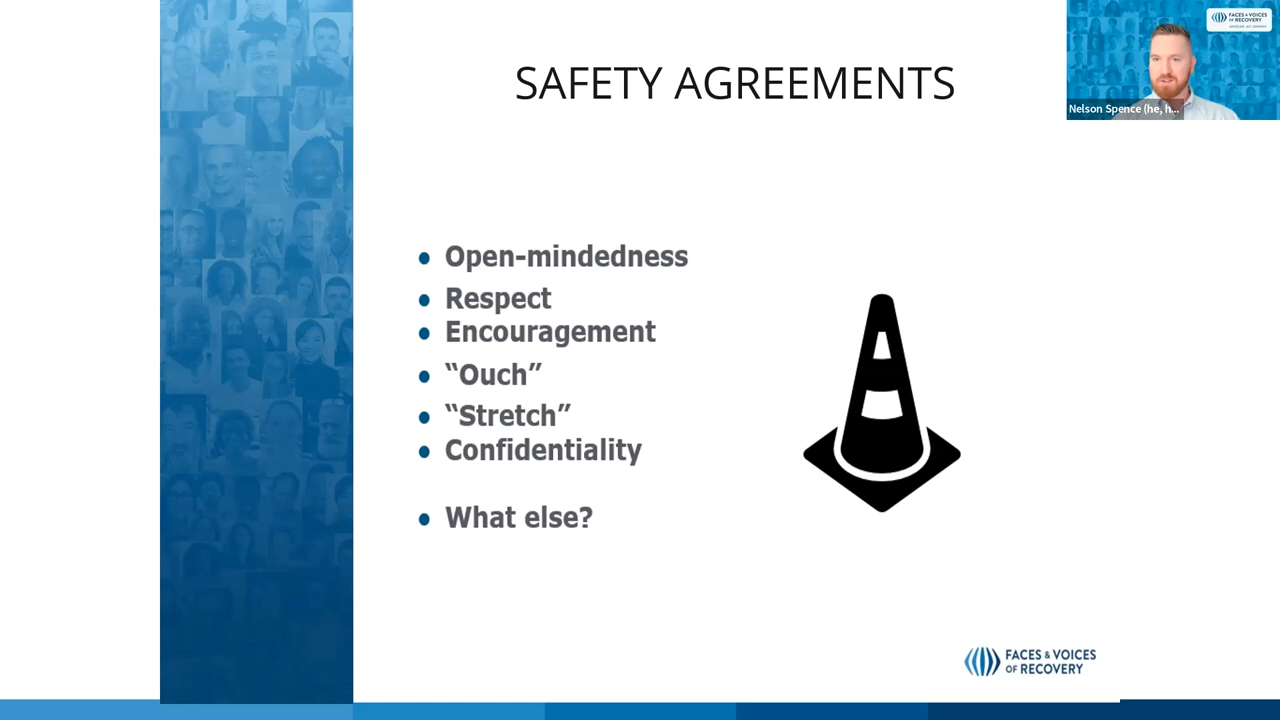 SAFETY AGREEMENTS
FACES & VOICES
OF RECOVERY
Nelson Spence (he, h...
• Open-mindedness
• Respect
• Encouragement
• “Ouch”
• “Stretch”
• Confidentiality
• What else?
FACES & VOICES
OF RECOVERY